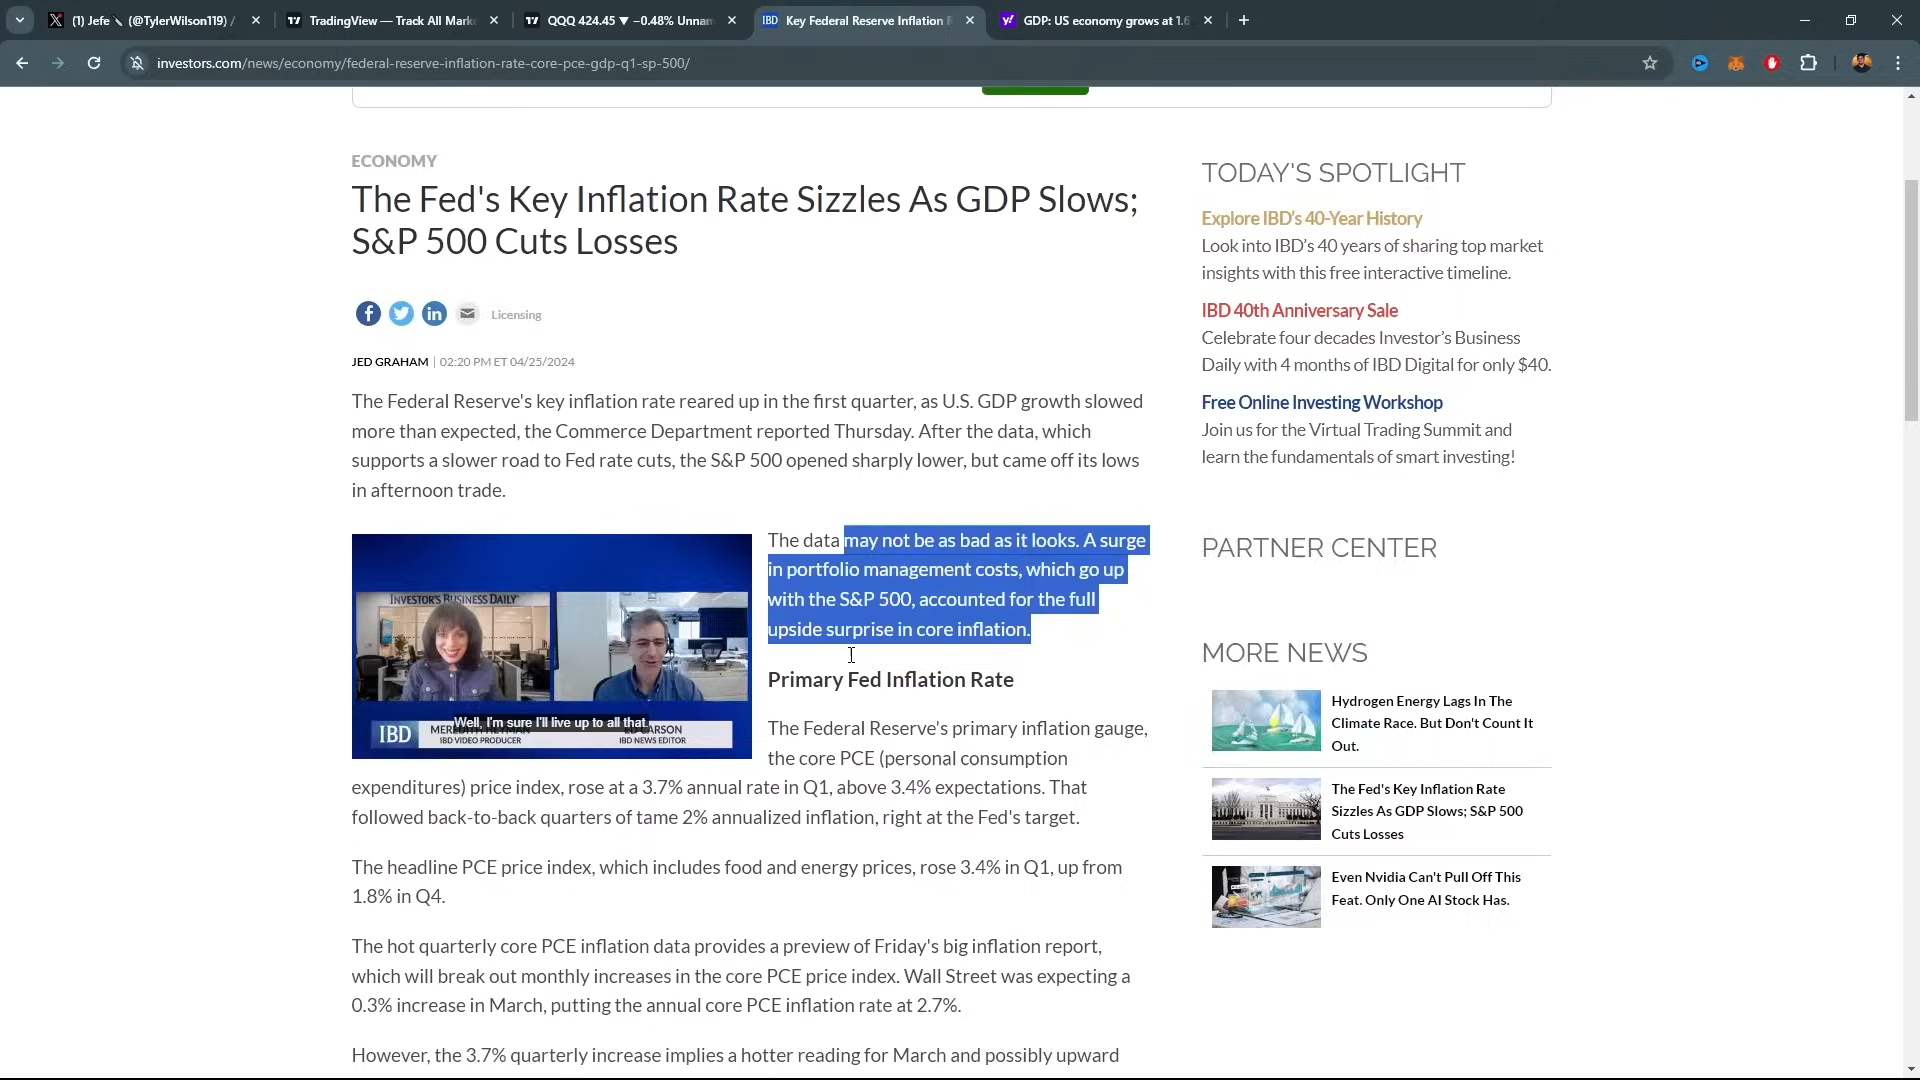 (1) Jefe (@TylerWilson119) /
TradingView — Track All Mark
QQQ 424.45 ▼ −0.48% Unnam
IBD Key Federal Reserve Inflation R
GDP: US economy grows at 1.6
investors.com/news/economy/federal-reserve-inflation-rate-core-pce-gdp-q1-sp-500/
ECONOMY
The Fed's Key Inflation Rate Sizzles As GDP Slows;
S&P 500 Cuts Losses
Licensing
JED GRAHAM | 02:20 PM ET 04/25/2024
The Federal Reserve's key inflation rate reared up in the first quarter, as U.S. GDP growth slowed
more than expected, the Commerce Department reported Thursday. After the data, which
supports a slower road to Fed rate cuts, the S&P 500 opened sharply lower, but came off its lows
in afternoon trade.
INVESTOR'S BUSINESS DAILY
Well, I'm sure I'll live up to all that.
IBD
MEREDITH HEYMAN
IBD VIDEO PRODUCER
ED CARSON
IBD NEWS EDITOR
The data may not be as bad as it looks. A surge
in portfolio management costs, which go up
with the S&P 500, accounted for the full
upside surprise in core inflation.
Primary Fed Inflation Rate
The Federal Reserve's primary inflation gauge,
the core PCE (personal consumption
expenditures) price index, rose at a 3.7% annual rate in Q1, above 3.4% expectations. That
followed back-to-back quarters of tame 2% annualized inflation, right at the Fed's target.
The headline PCE price index, which includes food and energy prices, rose 3.4% in Q1, up from
1.8% in Q4.
The hot quarterly core PCE inflation data provides a preview of Friday's big inflation report,
which will break out monthly increases in the core PCE price index. Wall Street was expecting a
0.3% increase in March, putting the annual core PCE inflation rate at 2.7%.
However, the 3.7% quarterly increase implies a hotter reading for March and possibly upward
TODAY'S SPOTLIGHT
Explore IBD's 40-Year History
Look into IBD's 40 years of sharing top market
insights with this free interactive timeline.
IBD 40th Anniversary Sale
Celebrate four decades Investor's Business
Daily with 4 months of IBD Digital for only $40.
Free Online Investing Workshop
Join us for the Virtual Trading Summit and
learn the fundamentals of smart investing!
PARTNER CENTER
MORE NEWS
Hydrogen Energy Lags In The
Climate Race. But Don't Count It
Out.
The Fed's Key Inflation Rate
Sizzles As GDP Slows; S&P 500
Cuts Losses
Even Nvidia Can't Pull Off This
Feat. Only One AI Stock Has.